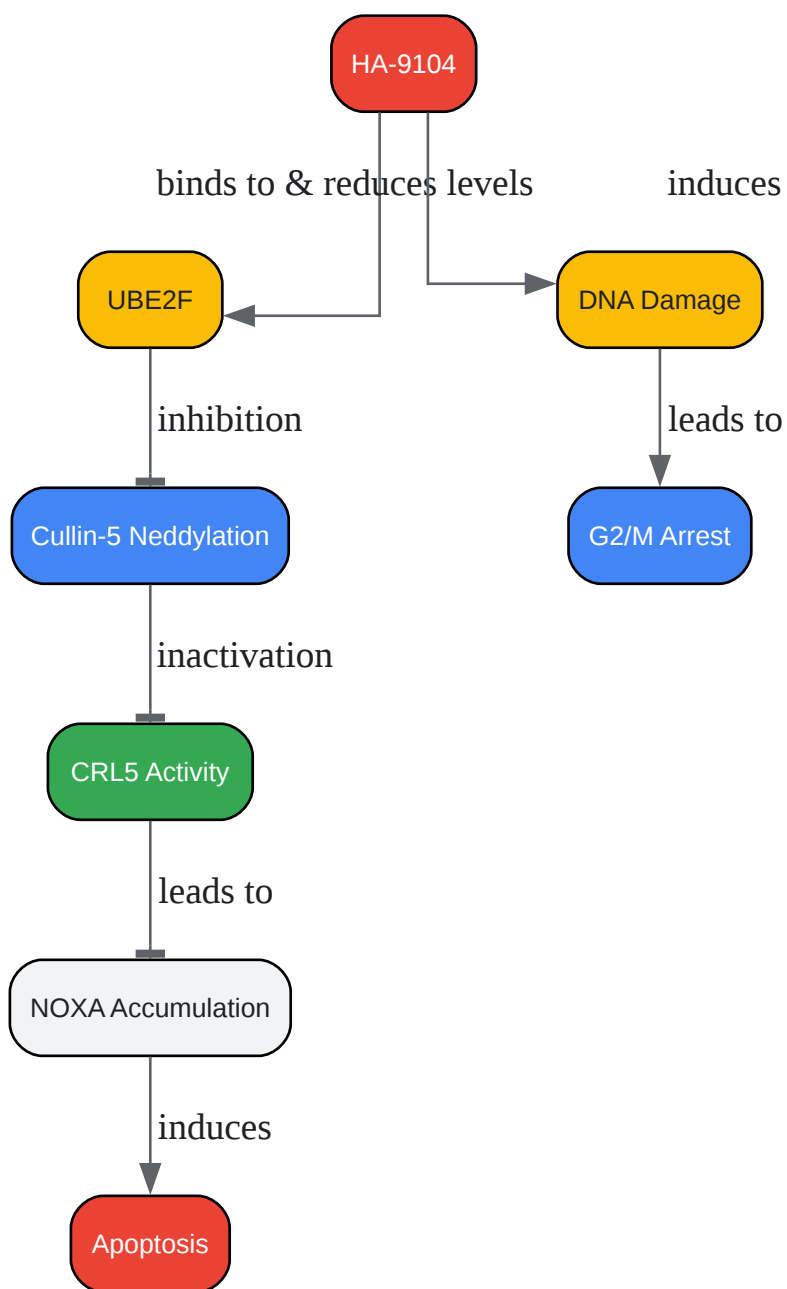 HA-9104
binds to & reduces levels
induces
UBE2F
DNA Damage
inhibition
leads to
Cullin-5 Neddylation
G2/M Arrest
inactivation
CRL5 Activity
leads to
NOXA Accumulation
induces
Apoptosis